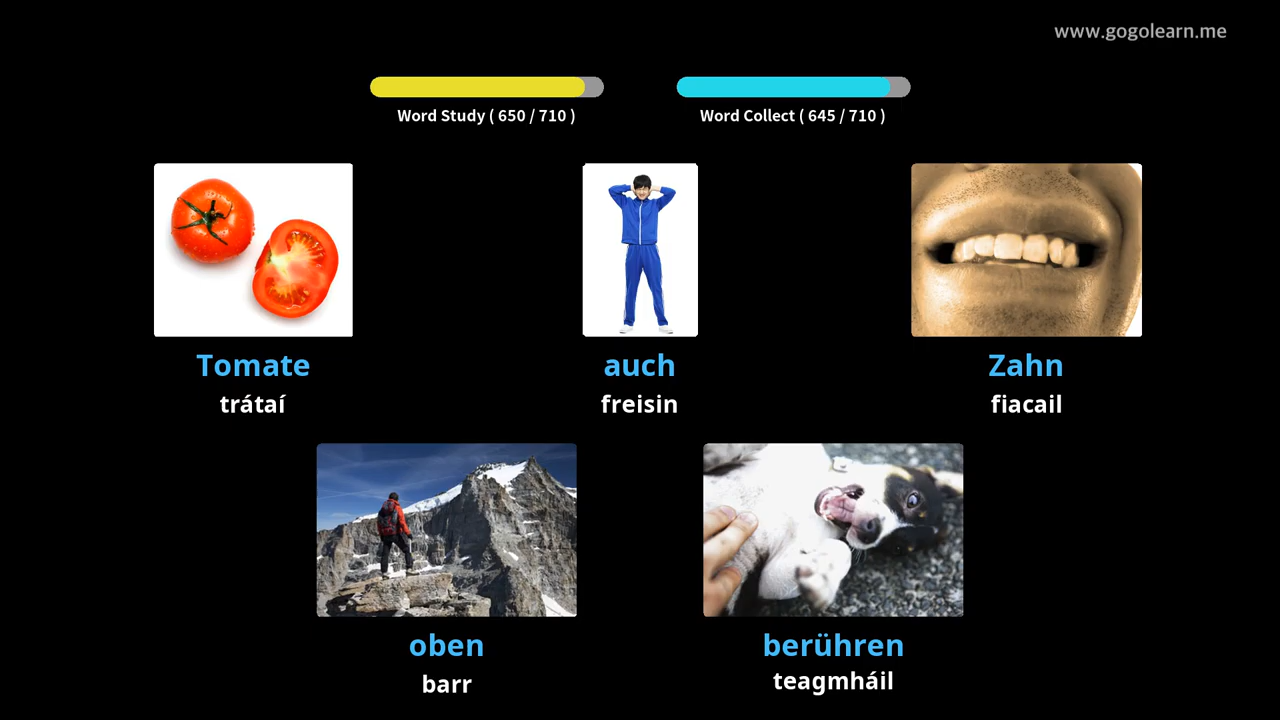 www.gogolearn.me
Word Study ( 650 / 710 )
Word Collect ( 645 / 710 )
Tomate
trátaí
auch
freisin
Zahn
fiacail
oben
barr
berühren
teagmháil